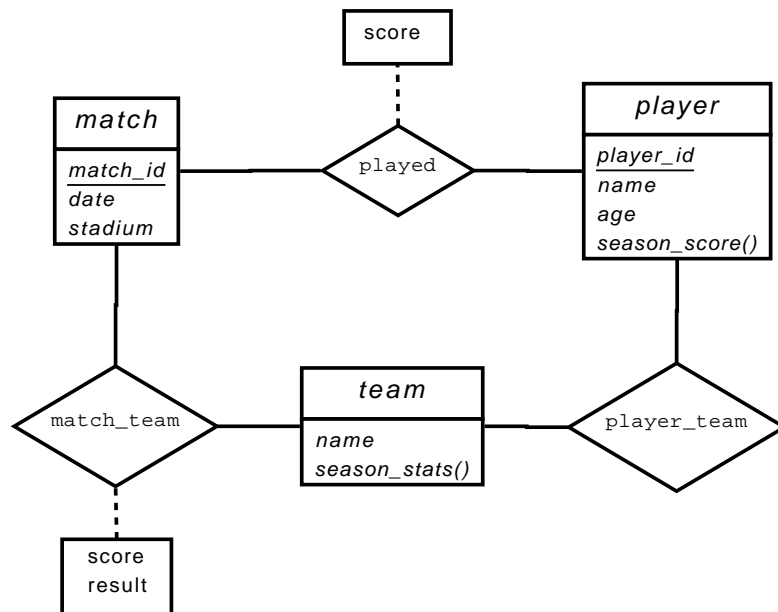 score
match
player
match_id
date
stadium
played
player_id
name
age
season_score()
team
match_team
name
season_stats()
player_team
score
result